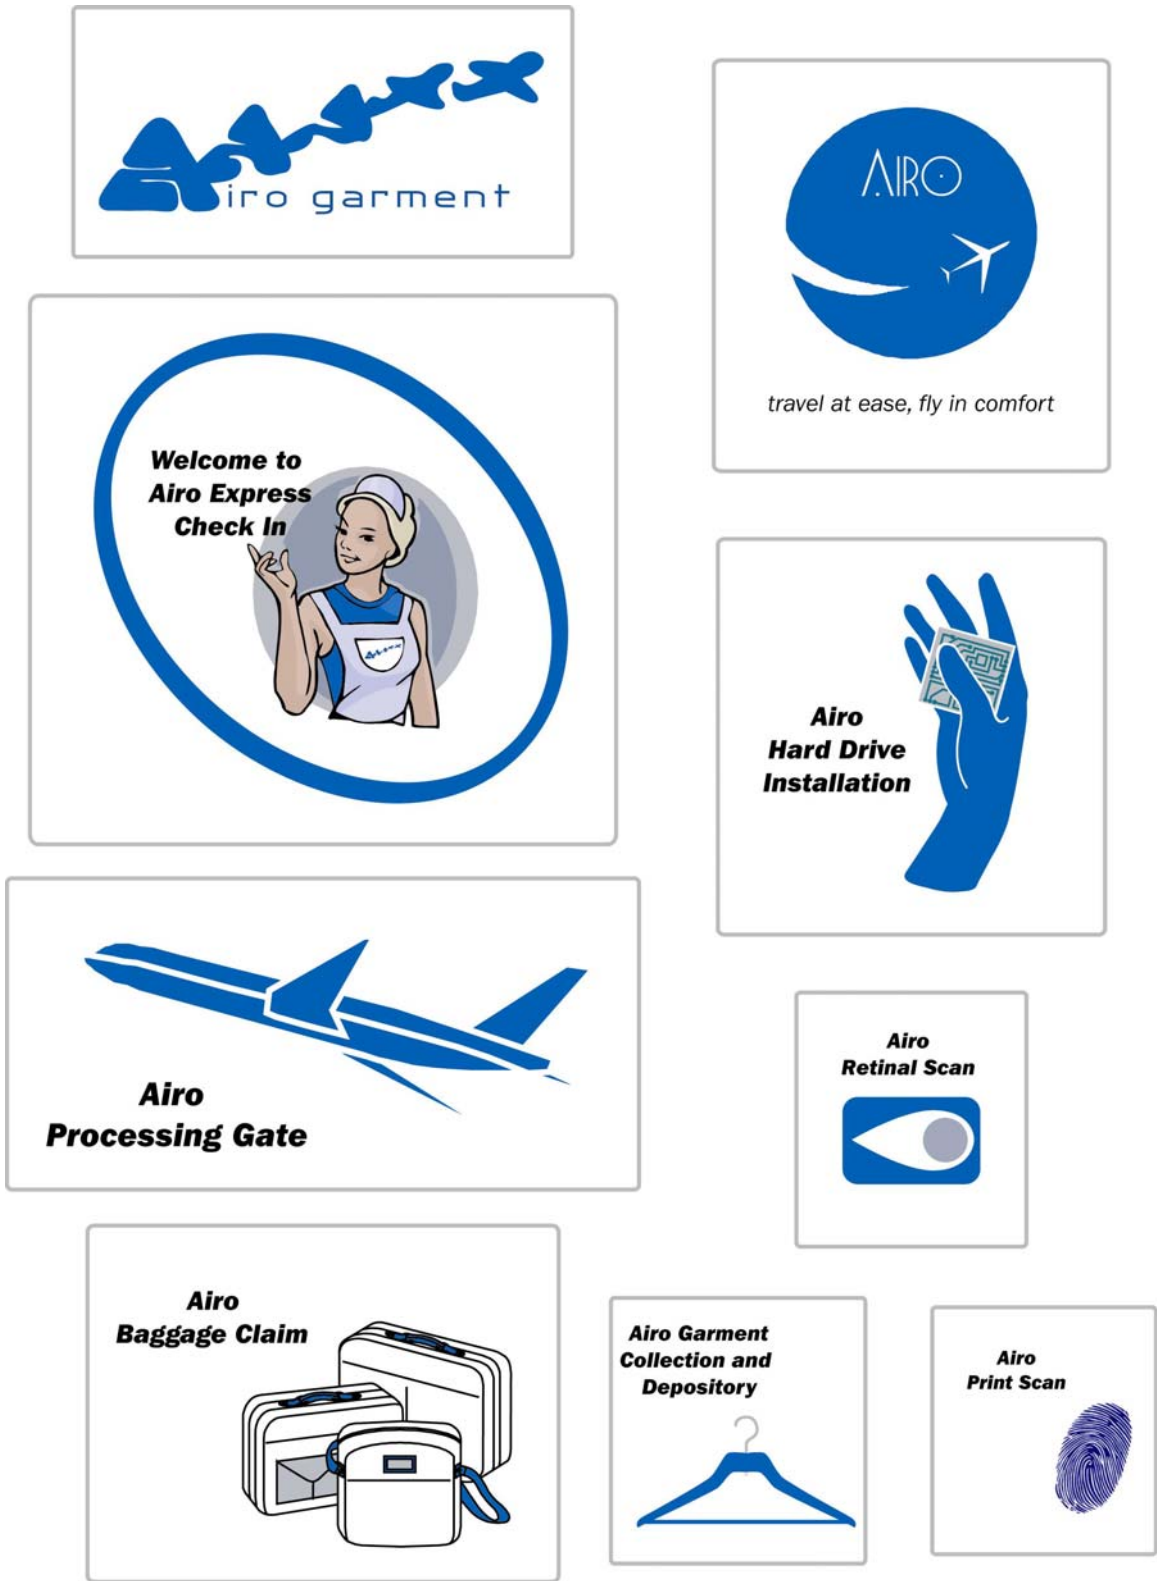 Airo garment
AIRO
travel at ease, fly in comfort
Welcome to
Airo Express
Check In
Airo
Hard Drive
Installation
Airo
Processing Gate
Airo
Retinal Scan
Airo
Baggage Claim
Airo Garment
Collection and
Depository
Airo
Print Scan